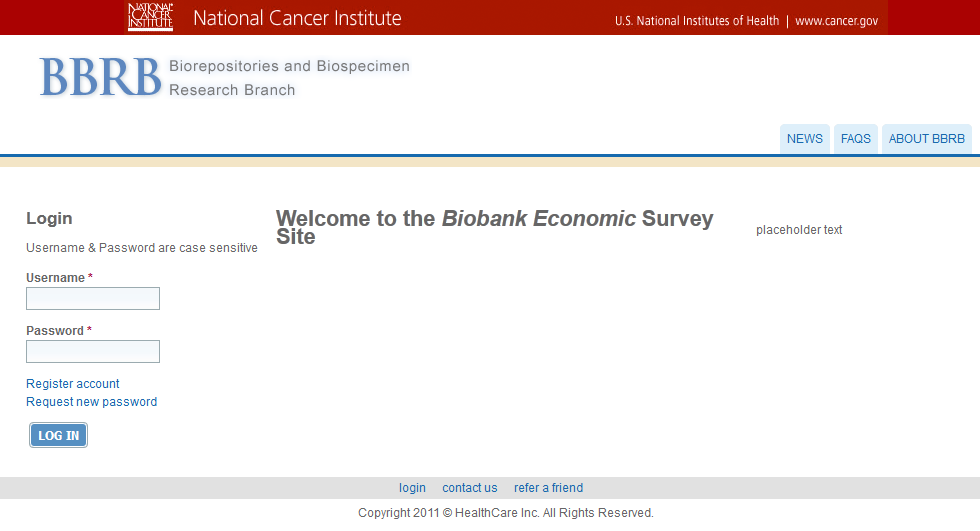 NATIONAL
CANCER
INSTITUTE
National Cancer Institute
U.S. National Institutes of Health | www.cancer.gov
BBRB
Biorepositories and Biospecimen
Research Branch
NEWS
FAQS
ABOUT BBRB
Login
Username & Password are case sensitive
Username *
Password *
Register account
Request new password
LOG IN
Welcome to the Biobank Economic Survey
Site
placeholder text
login
contact us
refer a friend
Copyright 2011 © HealthCare Inc. All Rights Reserved.